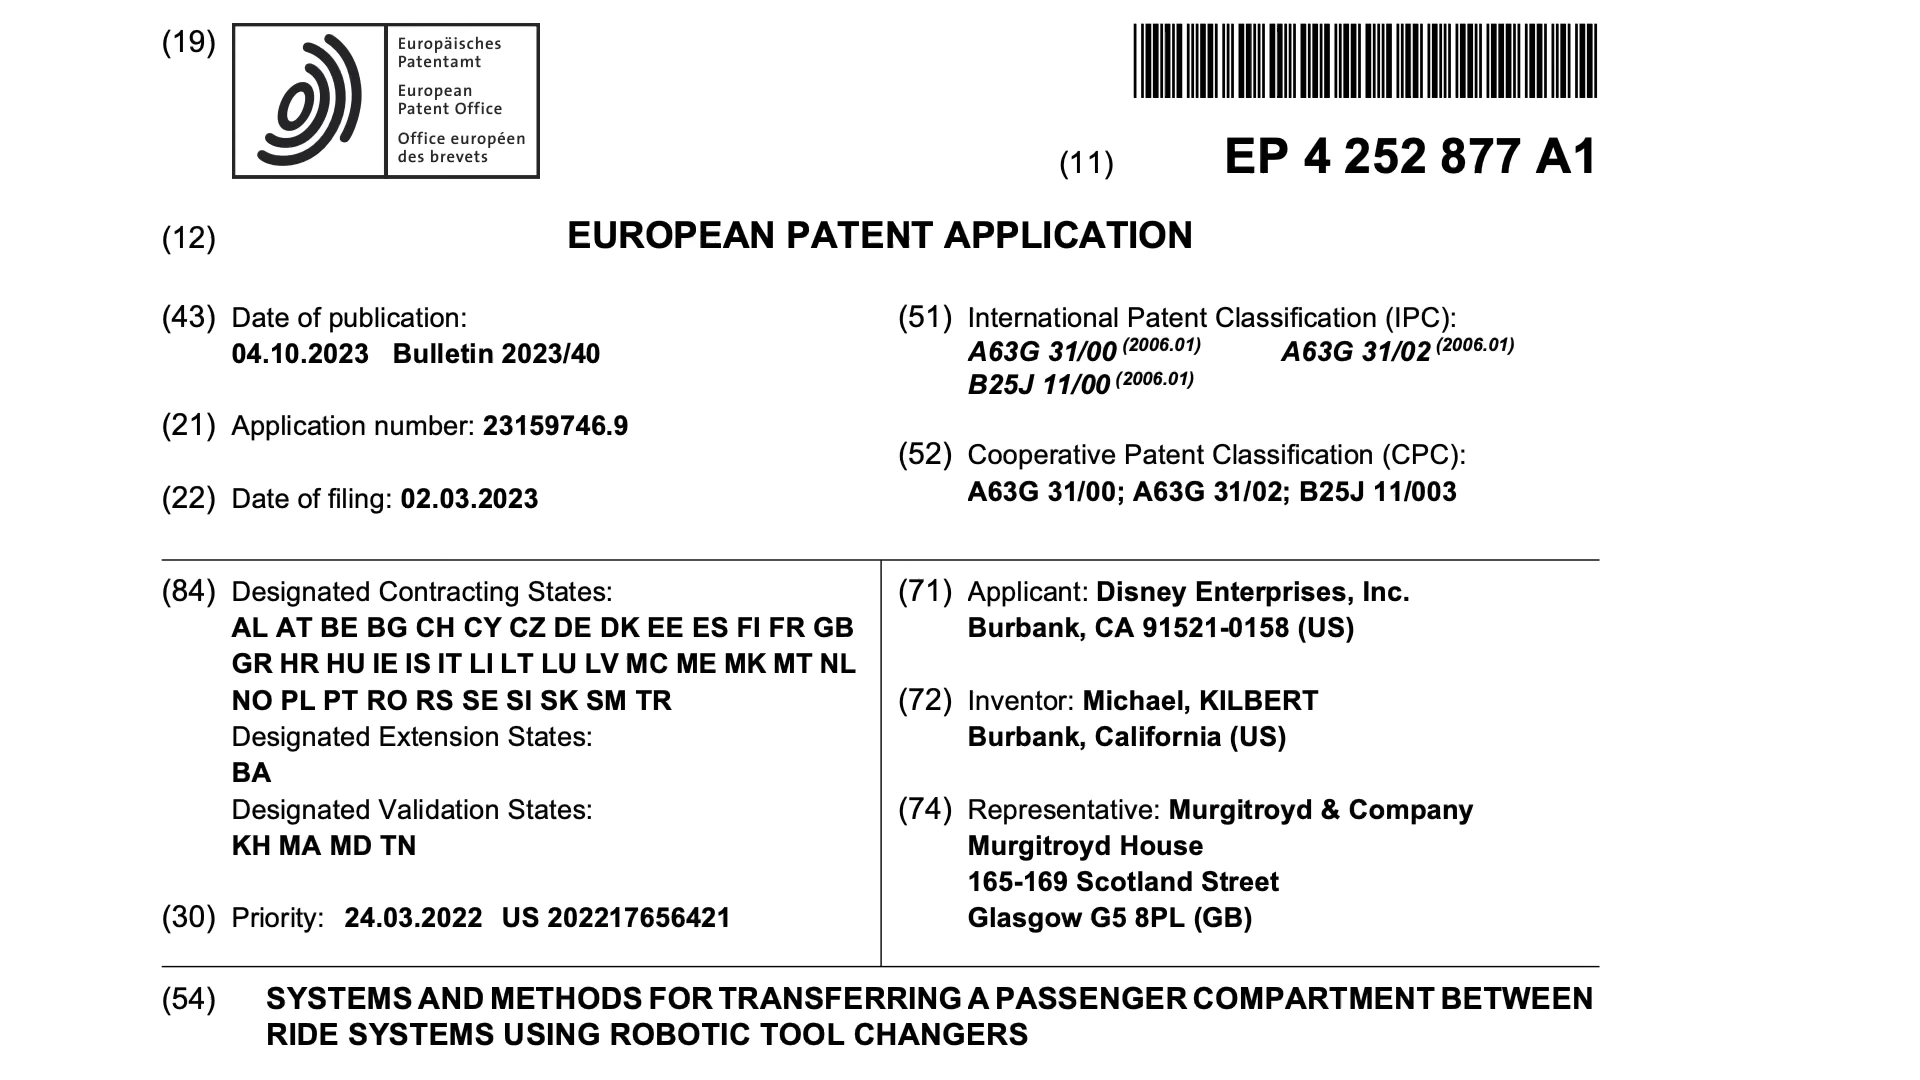 (19)
Europäisches
Patentamt
European
Patent Office
Office européen
des brevets
(11) EP 4 252 877 A1
(12) EUROPEAN PATENT APPLICATION
(43) Date of publication:
04.10.2023 Bulletin 2023/40
(21) Application number: 23159746.9
(22) Date of filing: 02.03.2023
(51) International Patent Classification (IPC):
A63G 31/00 (2006.01) A63G 31/02 (2006.01)
B25J 11/00 (2006.01)
(52) Cooperative Patent Classification (CPC):
A63G 31/00; A63G 31/02; B25J 11/003
(84) Designated Contracting States:
AL AT BE BG CH CY CZ DE DK EE ES FI FR GB
GR HR HU IE IS IT LI LT LU LV MC ME MK MT NL
NO PL PT RO RS SE SI SK SM TR
Designated Extension States:
BA
Designated Validation States:
KH MA MD TN
(30) Priority: 24.03.2022 US 202217656421
(71) Applicant: Disney Enterprises, Inc.
Burbank, CA 91521-0158 (US)
(72) Inventor: Michael, KILBERT
Burbank, California (US)
(74) Representative: Murgitroyd & Company
Murgitroyd House
165-169 Scotland Street
Glasgow G5 8PL (GB)
(54) SYSTEMS AND METHODS FOR TRANSFERRING A PASSENGER COMPARTMENT BETWEEN
RIDE SYSTEMS USING ROBOTIC TOOL CHANGERS